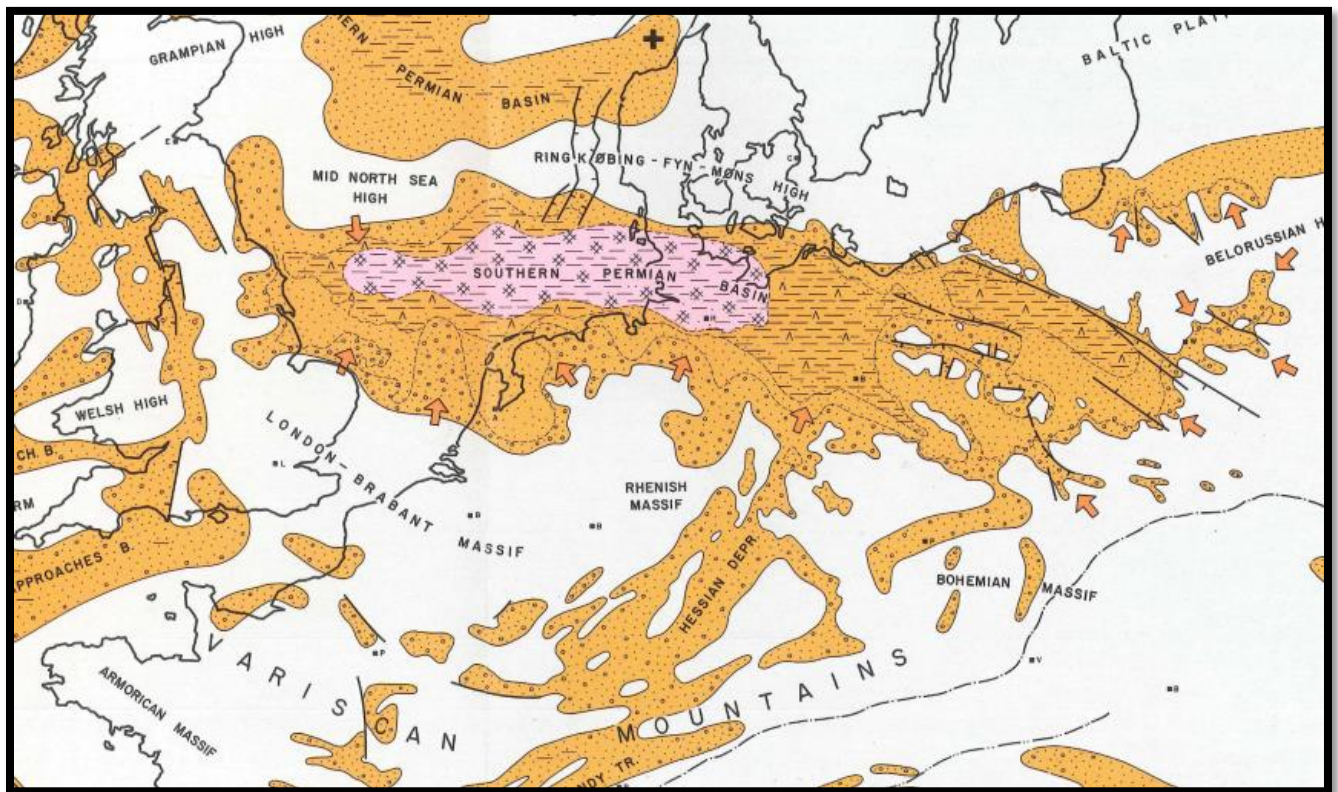 GRAMPIAN HIGH
HERN
PERMIAN BASIN
BALTIC
MID NORTH SEA
HIGH
RINGKØBING - FYN - MØNS HIGH
BELORUSSIAN H
SOUTHERN PERMIAN
BASIN
WELSH HIGH
CH. B.
LONDON - BRABANT MASSIF
RM
RHENISH
MASSIF
APPROACHES B.
HESSIAN DEPR.
BOHEMIAN MASSIF
ARMORICAN MASSIF
VARISCAN MOUNTAINS
NDY TR.
C
C
D
H
W
B
L
B
B
P
P
V
B